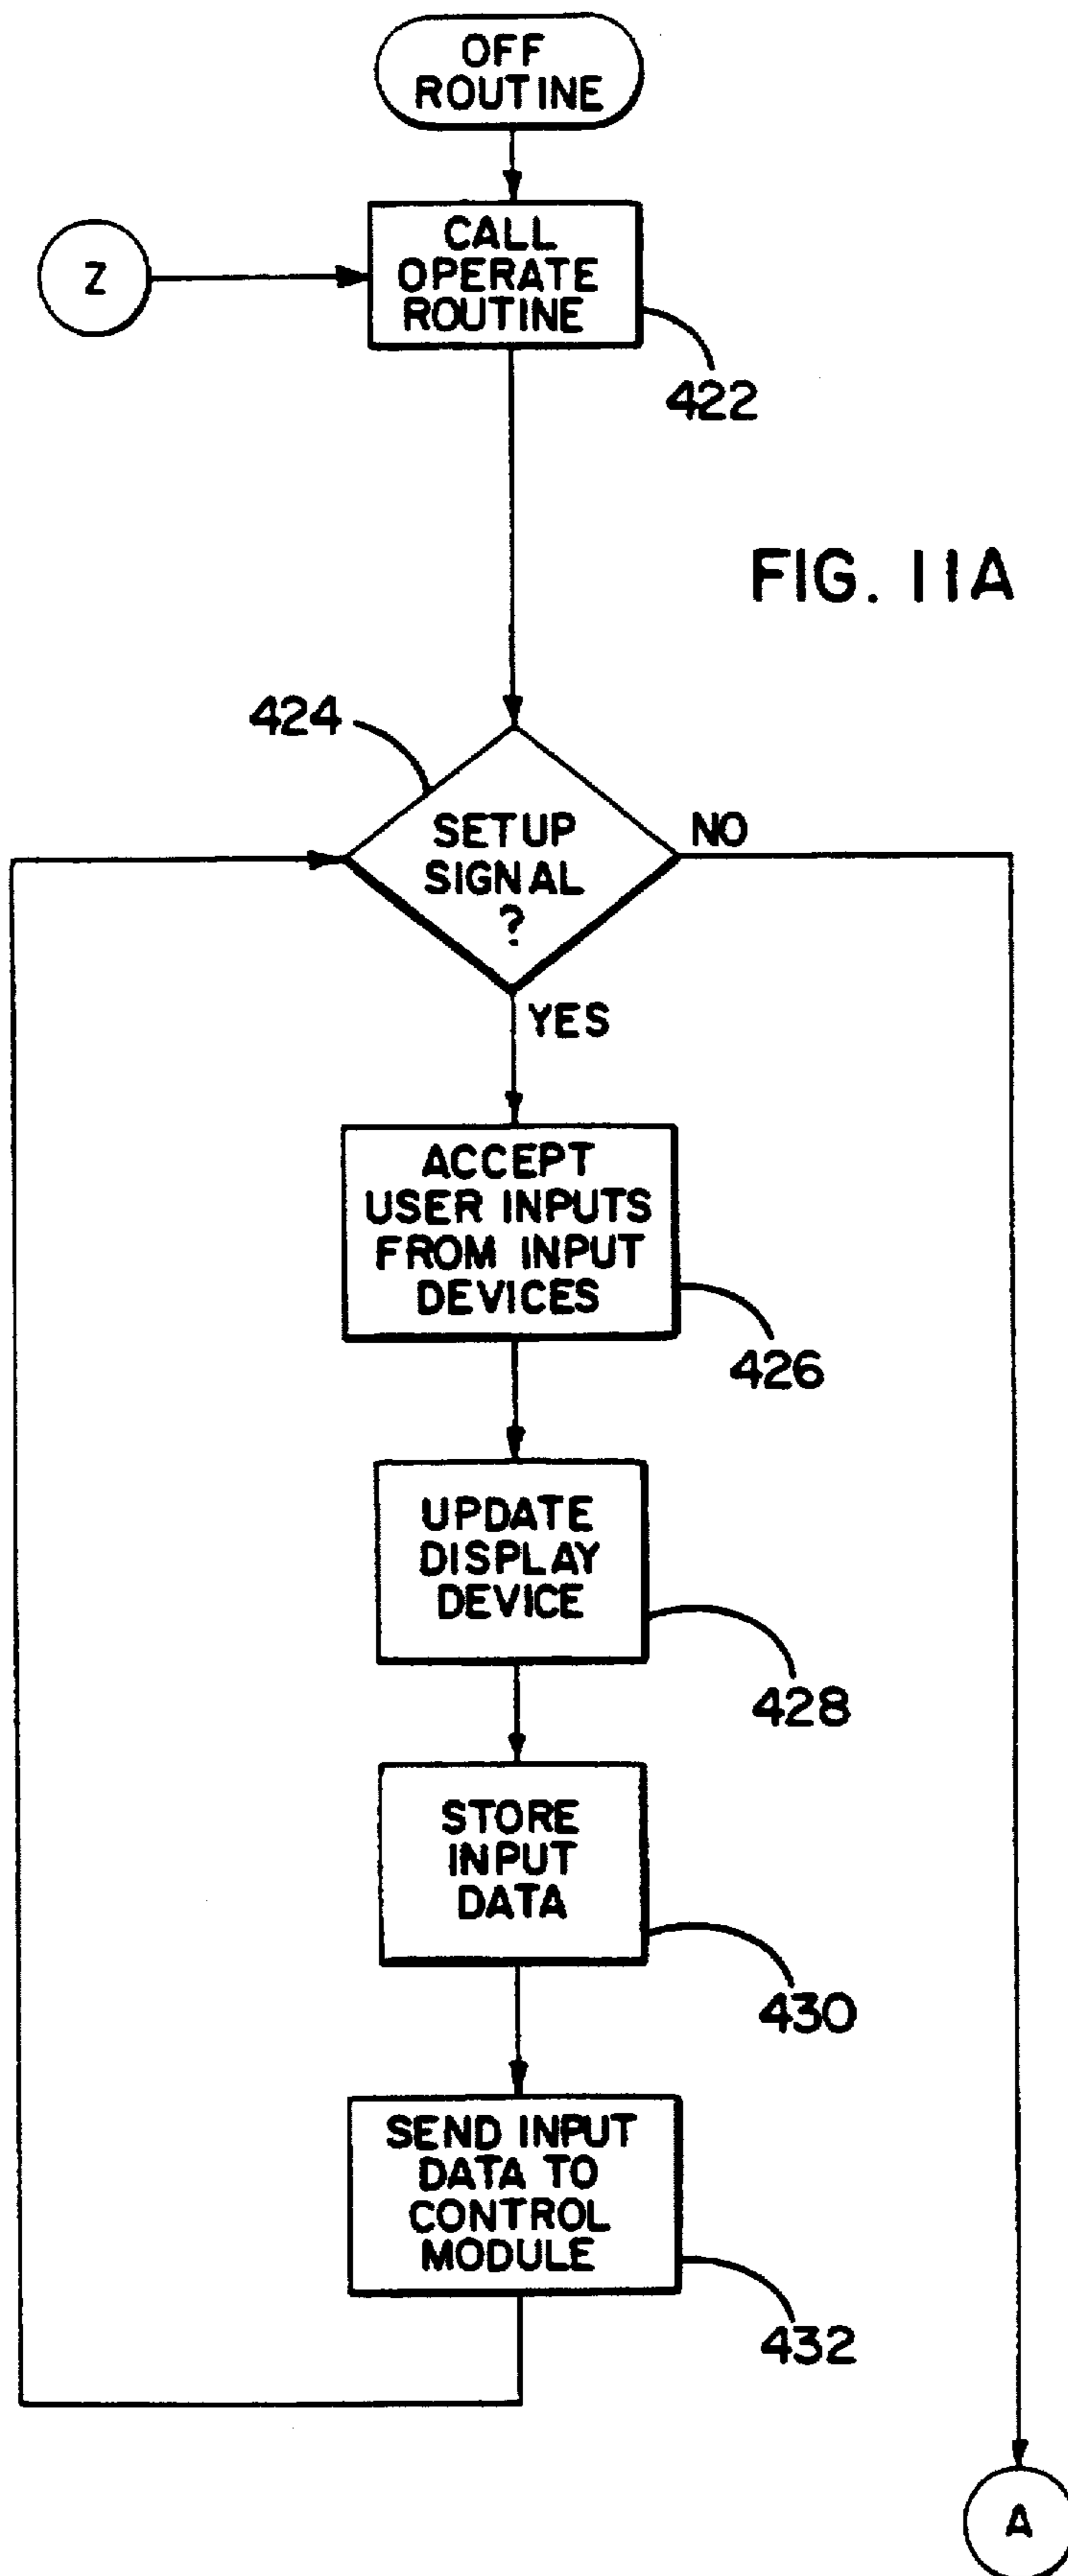 OFF
ROUTINE
CALL
OPERATE
ROUTINE
Z
422
FIG. 11A
424
SETUP
SIGNAL
?
NO
YES
ACCEPT
USER INPUTS
FROM INPUT
DEVICES
426
UPDATE
DISPLAY
DEVICE
428
STORE
INPUT
DATA
430
SEND INPUT
DATA TO
CONTROL
MODULE
432
A